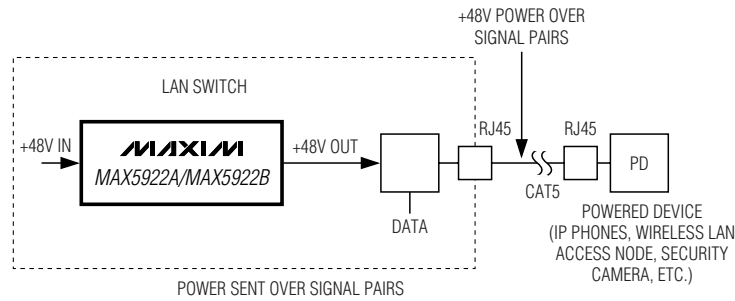 +48V POWER OVER
SIGNAL PAIRS
LAN SWITCH
+48V IN
MAXIM
MAX5922A/MAX5922B
+48V OUT
RJ45
RJ45
PD
CAT5
DATA
POWERED DEVICE
(IP PHONES, WIRELESS LAN
ACCESS NODE, SECURITY
CAMERA, ETC.)
POWER SENT OVER SIGNAL PAIRS